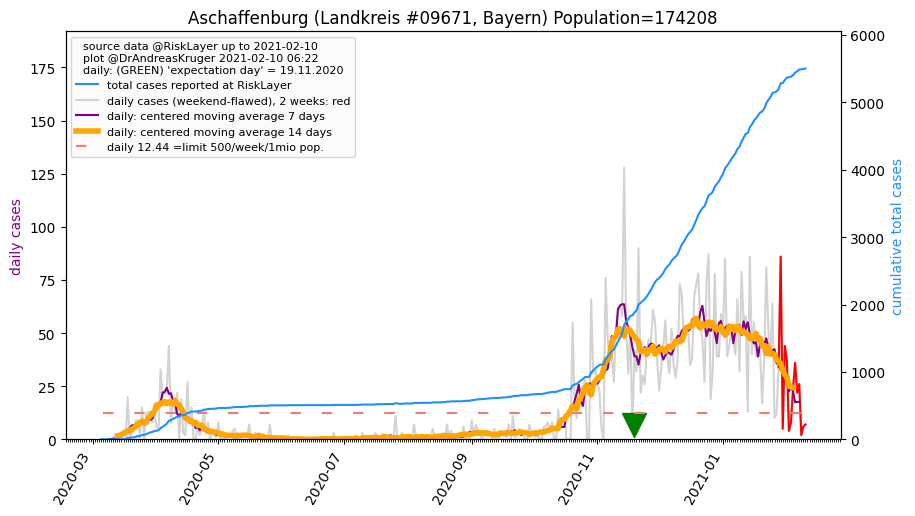 Aschaffenburg (Landkreis #09671, Bayern) Population=174208
source data @RiskLayer up to 2021-02-10
plot @DrAndreasKruger 2021-02-10 06:22
daily: (GREEN) 'expectation day' = 19.11.2020
total cases reported at RiskLayer
daily cases (weekend-flawed), 2 weeks: red
daily: centered moving average 7 days
daily: centered moving average 14 days
daily 12.44 =limit 500/week/1mio pop.
daily cases
175
150
125
100
75
50
25
0
cumulative total cases
6000
5000
4000
3000
2000
1000
0
2020-03
2020-05
2020-07
2020-09
2020-11
2021-01